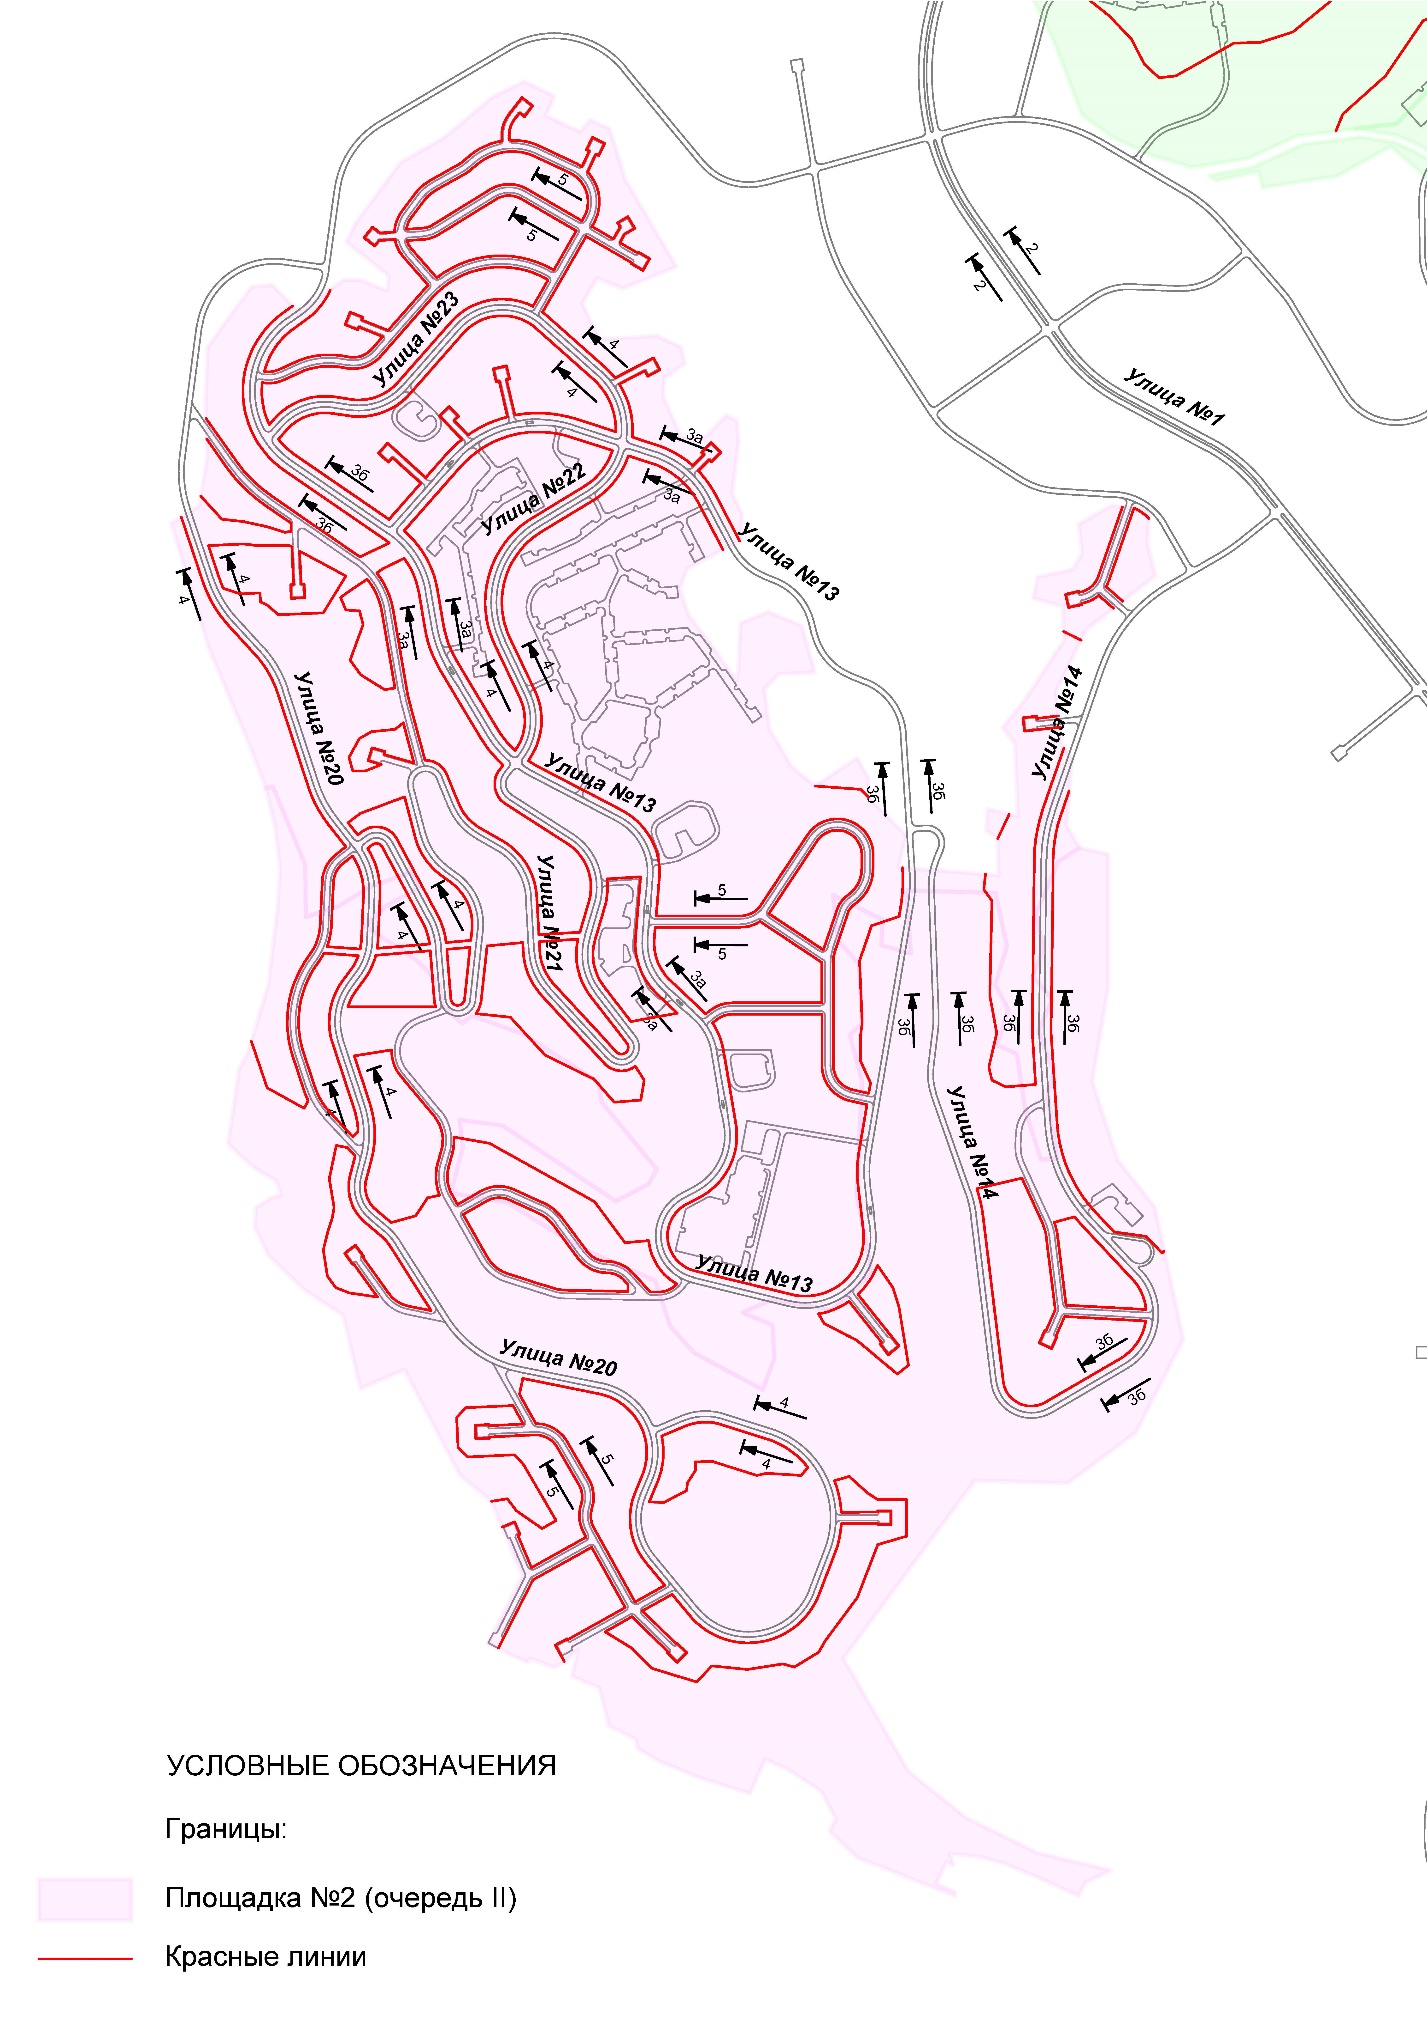 5
5
2
2
Улица №23
4
4
Улица №1
3а
3б
3а
Улица №22
3б
Улица №13
4
4
3а
3а
4
4
Улица №20
Улица №14
Улица №13
3б
3б
Улица №21
5
4
4
5
3а
3а
3б
3б
3б
3б
4
4
Улица №14
Улица №13
3б
Улица №20
3б
4
4
5
5
УСЛОВНЫЕ ОБОЗНАЧЕНИЯ
Границы:
Площадка №2 (очередь II)
Красные линии